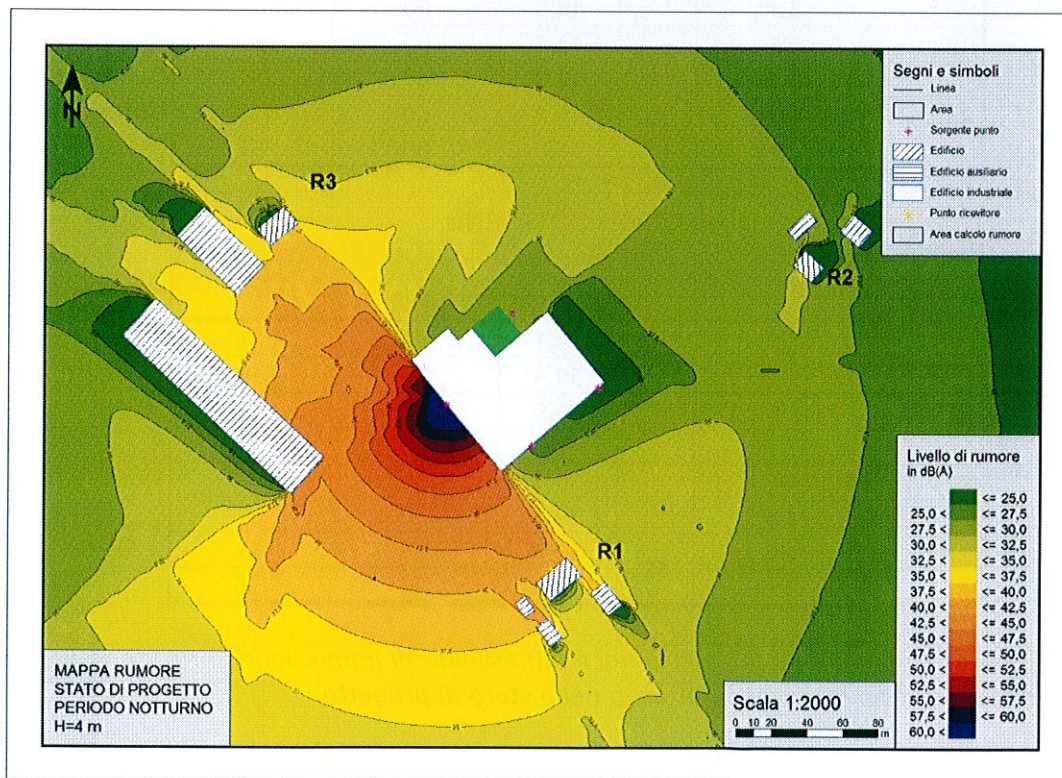 N
Segni e simboli
Linea
Area
Sorgente punto
Edificio
Edificio ausiliario
Edificio industriale
Punto ricevitore
Area calcolo rumore
R3
R2
R1
Livello di rumore
in dB(A)
<= 25,0
25,0 < <= 27,5
27,5 < <= 30,0
30,0 < <= 32,5
32,5 < <= 35,0
35,0 < <= 37,5
37,5 < <= 40,0
40,0 < <= 42,5
42,5 < <= 45,0
45,0 < <= 47,5
47,5 < <= 50,0
50,0 < <= 52,5
52,5 < <= 55,0
55,0 < <= 57,5
57,5 < <= 60,0
60,0 <
MAPPA RUMORE
STATO DI PROGETTO
PERIODO NOTTURNO
H=4 m
Scala 1:2000
0 10 20 40 60 80
m